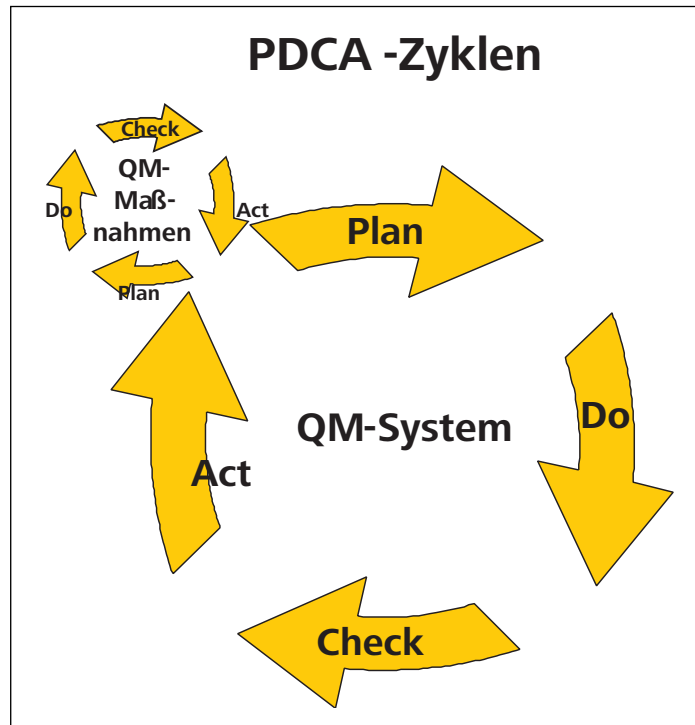 PDCA -Zyklen
Check
QM-
Maß-
nahmen
Do
Act
Plan
Plan
Do
QM-System
Act
Check